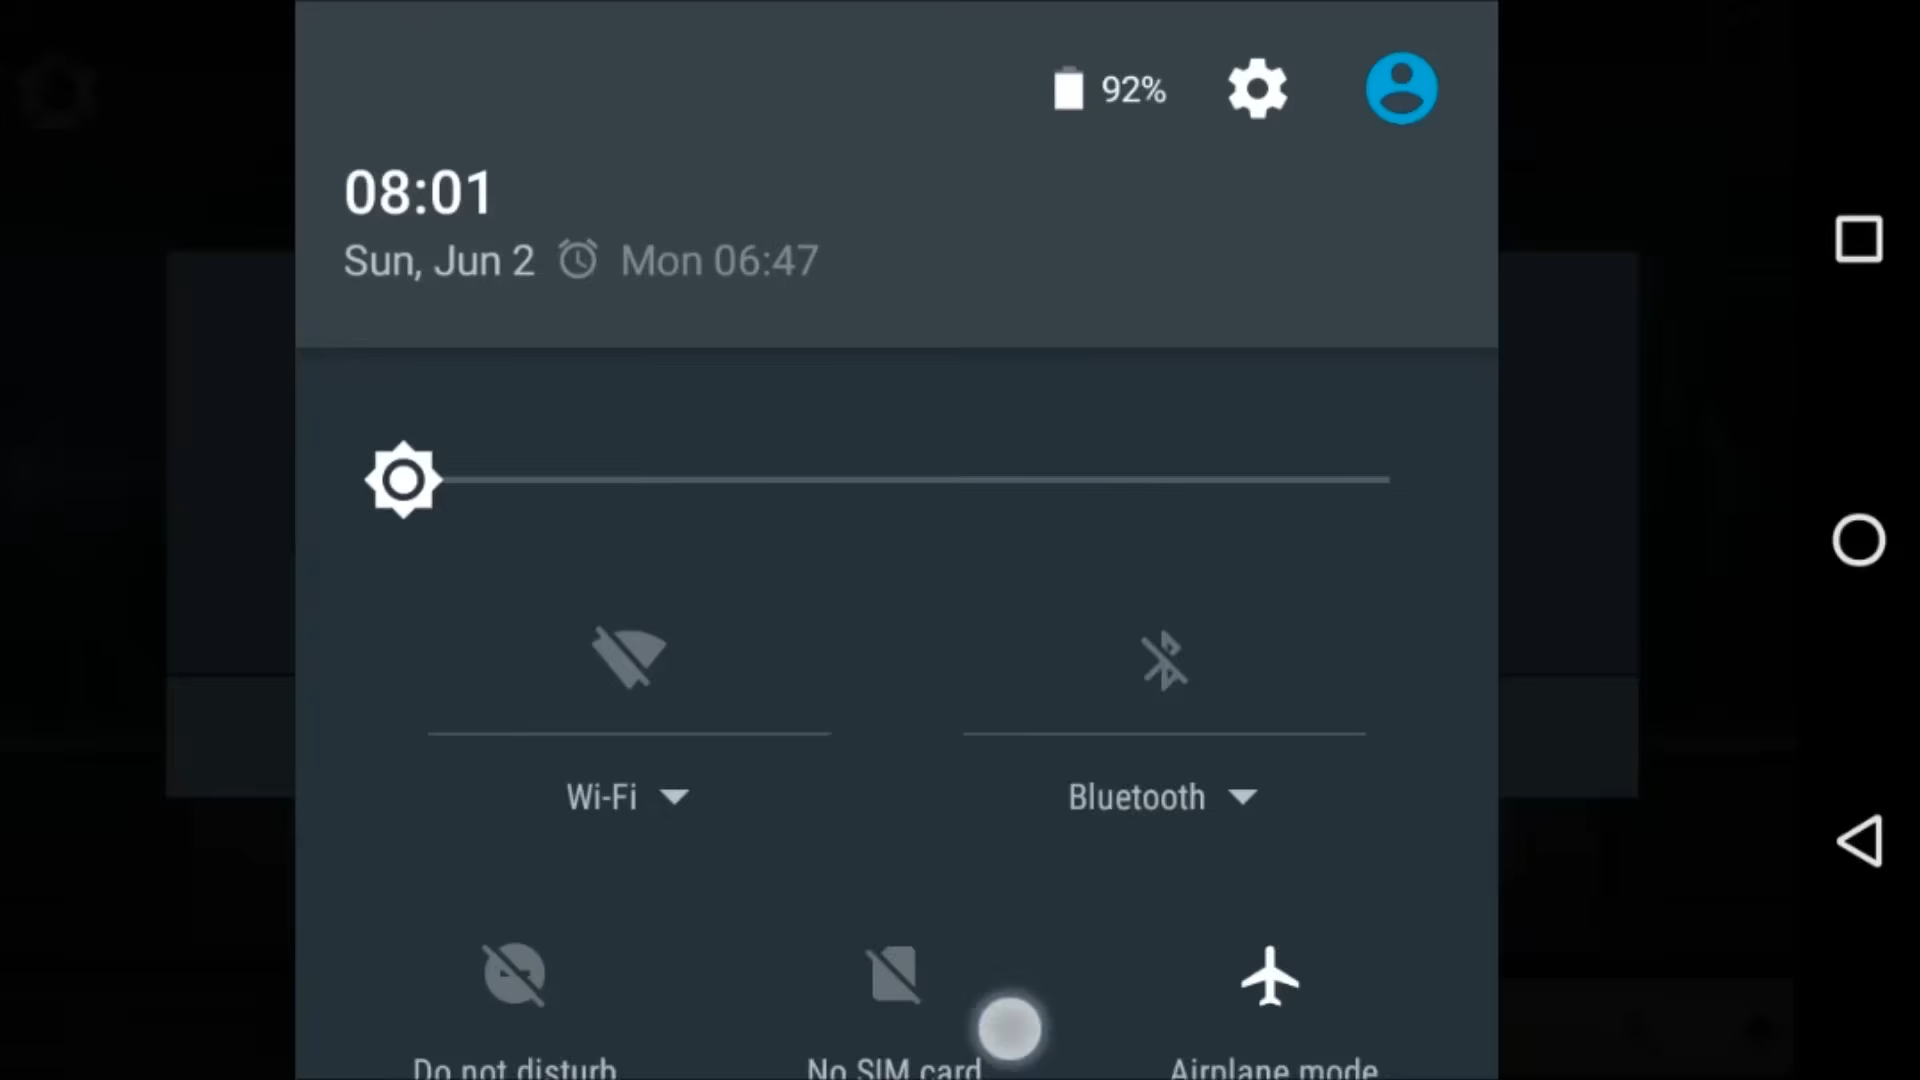 92%
08:01
Sun, Jun 2 Mon 06:47
Wi-Fi Bluetooth
Do not disturb No SIM card Airplane mode